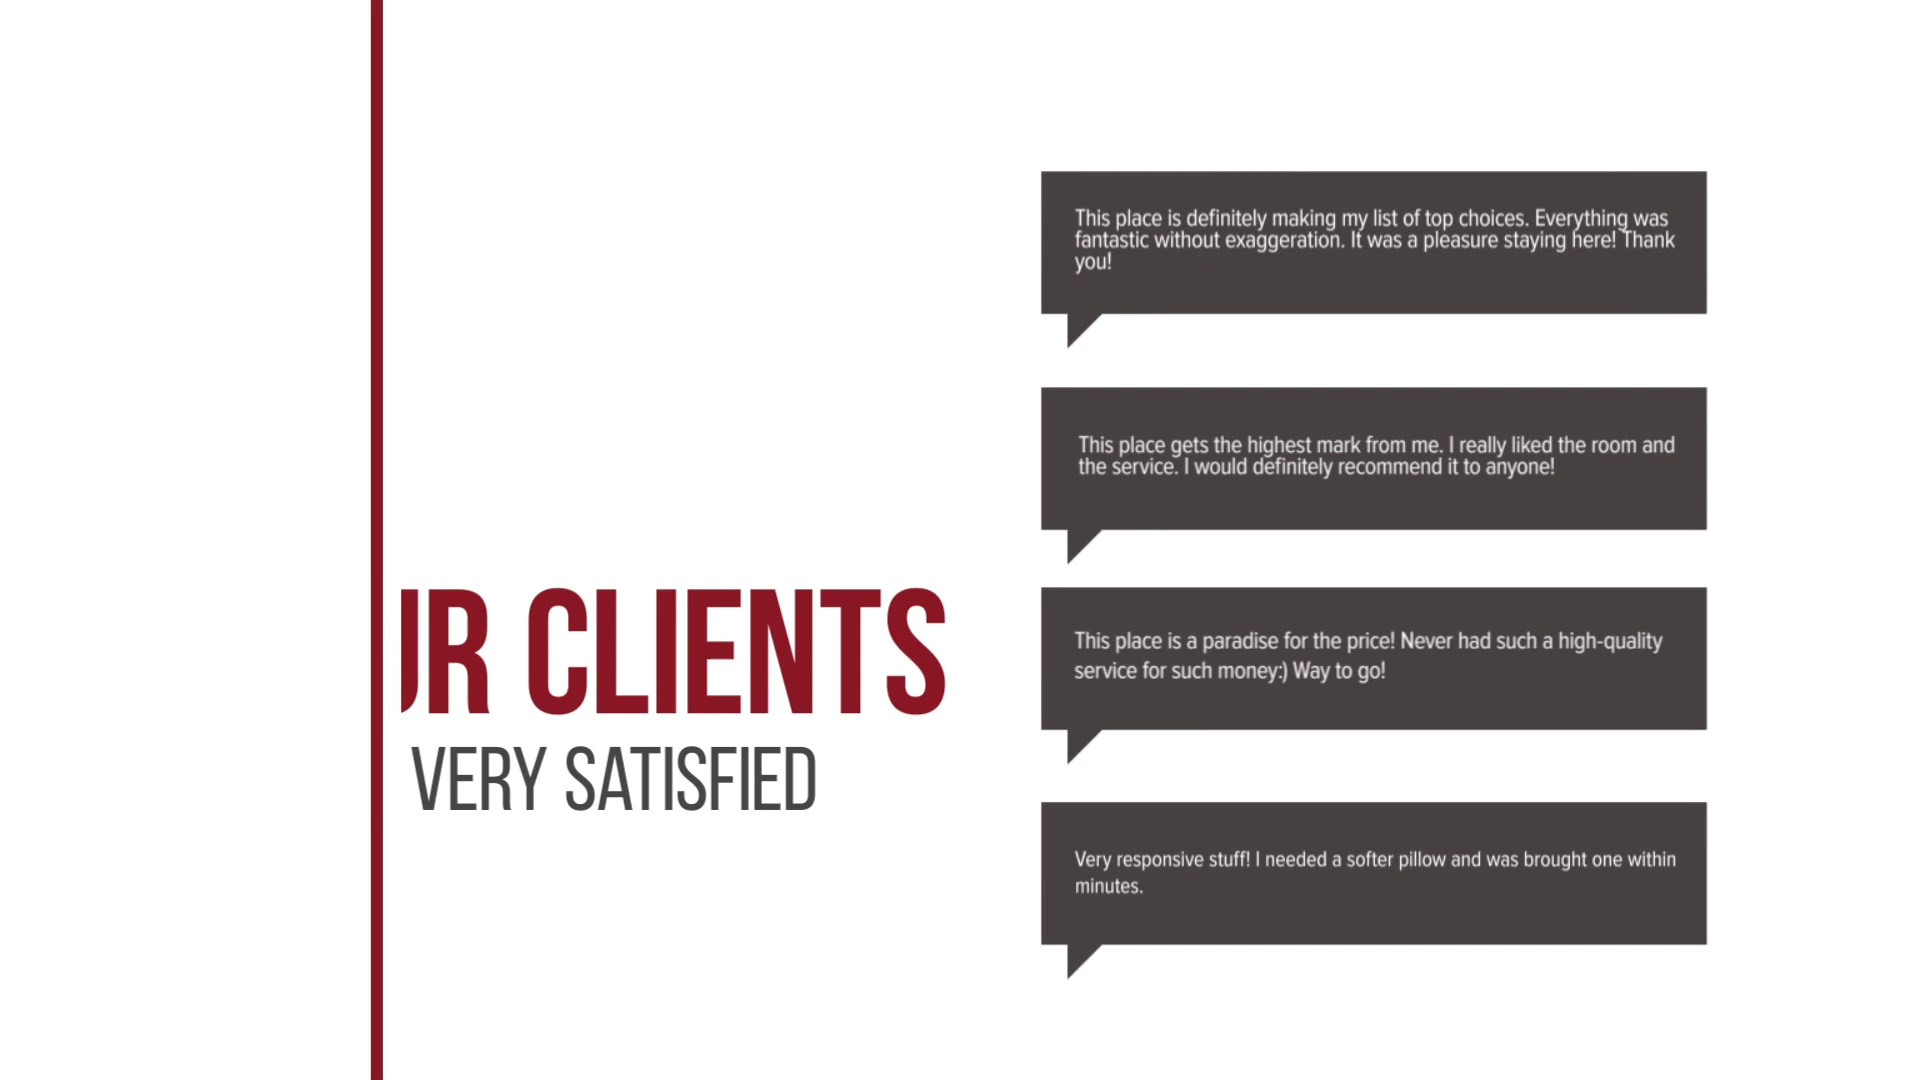 UR CLIENTS
VERY SATISFIED
This place is definitely making my list of top choices. Everything was
fantastic without exaggeration. It was a pleasure staying here! Thank
you!
This place gets the highest mark from me. I really liked the room and
the service. I would definitely recommend it to anyone!
This place is a paradise for the price! Never had such a high-quality
service for such money:) Way to go!
Very responsive stuff! I needed a softer pillow and was brought one within
minutes.